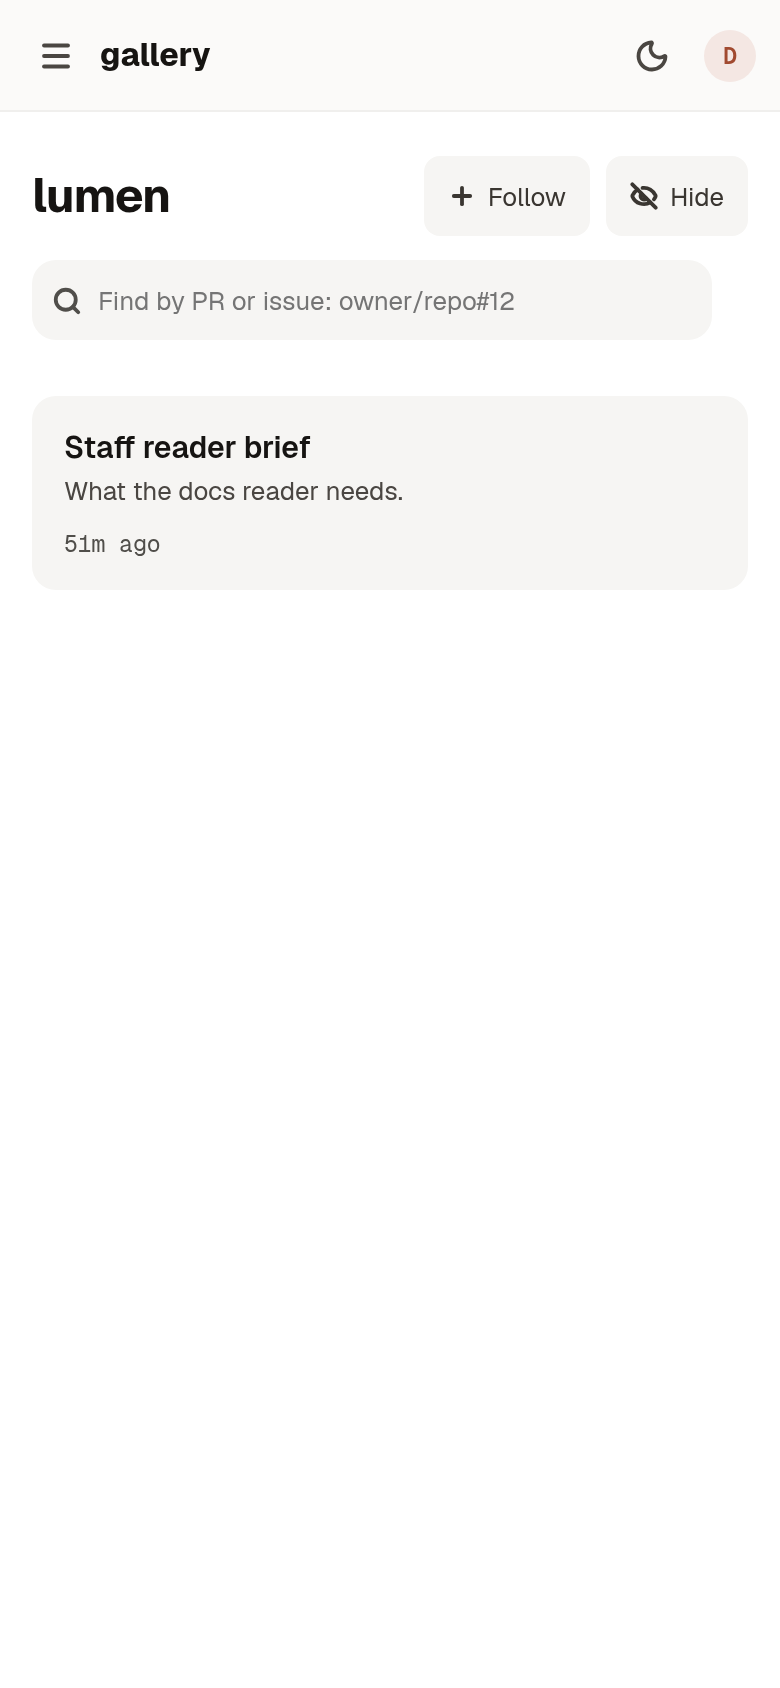 gallery
D
lumen
Follow
Hide
Find by PR or issue: owner/repo#12
Staff reader brief
What the docs reader needs.
51m ago